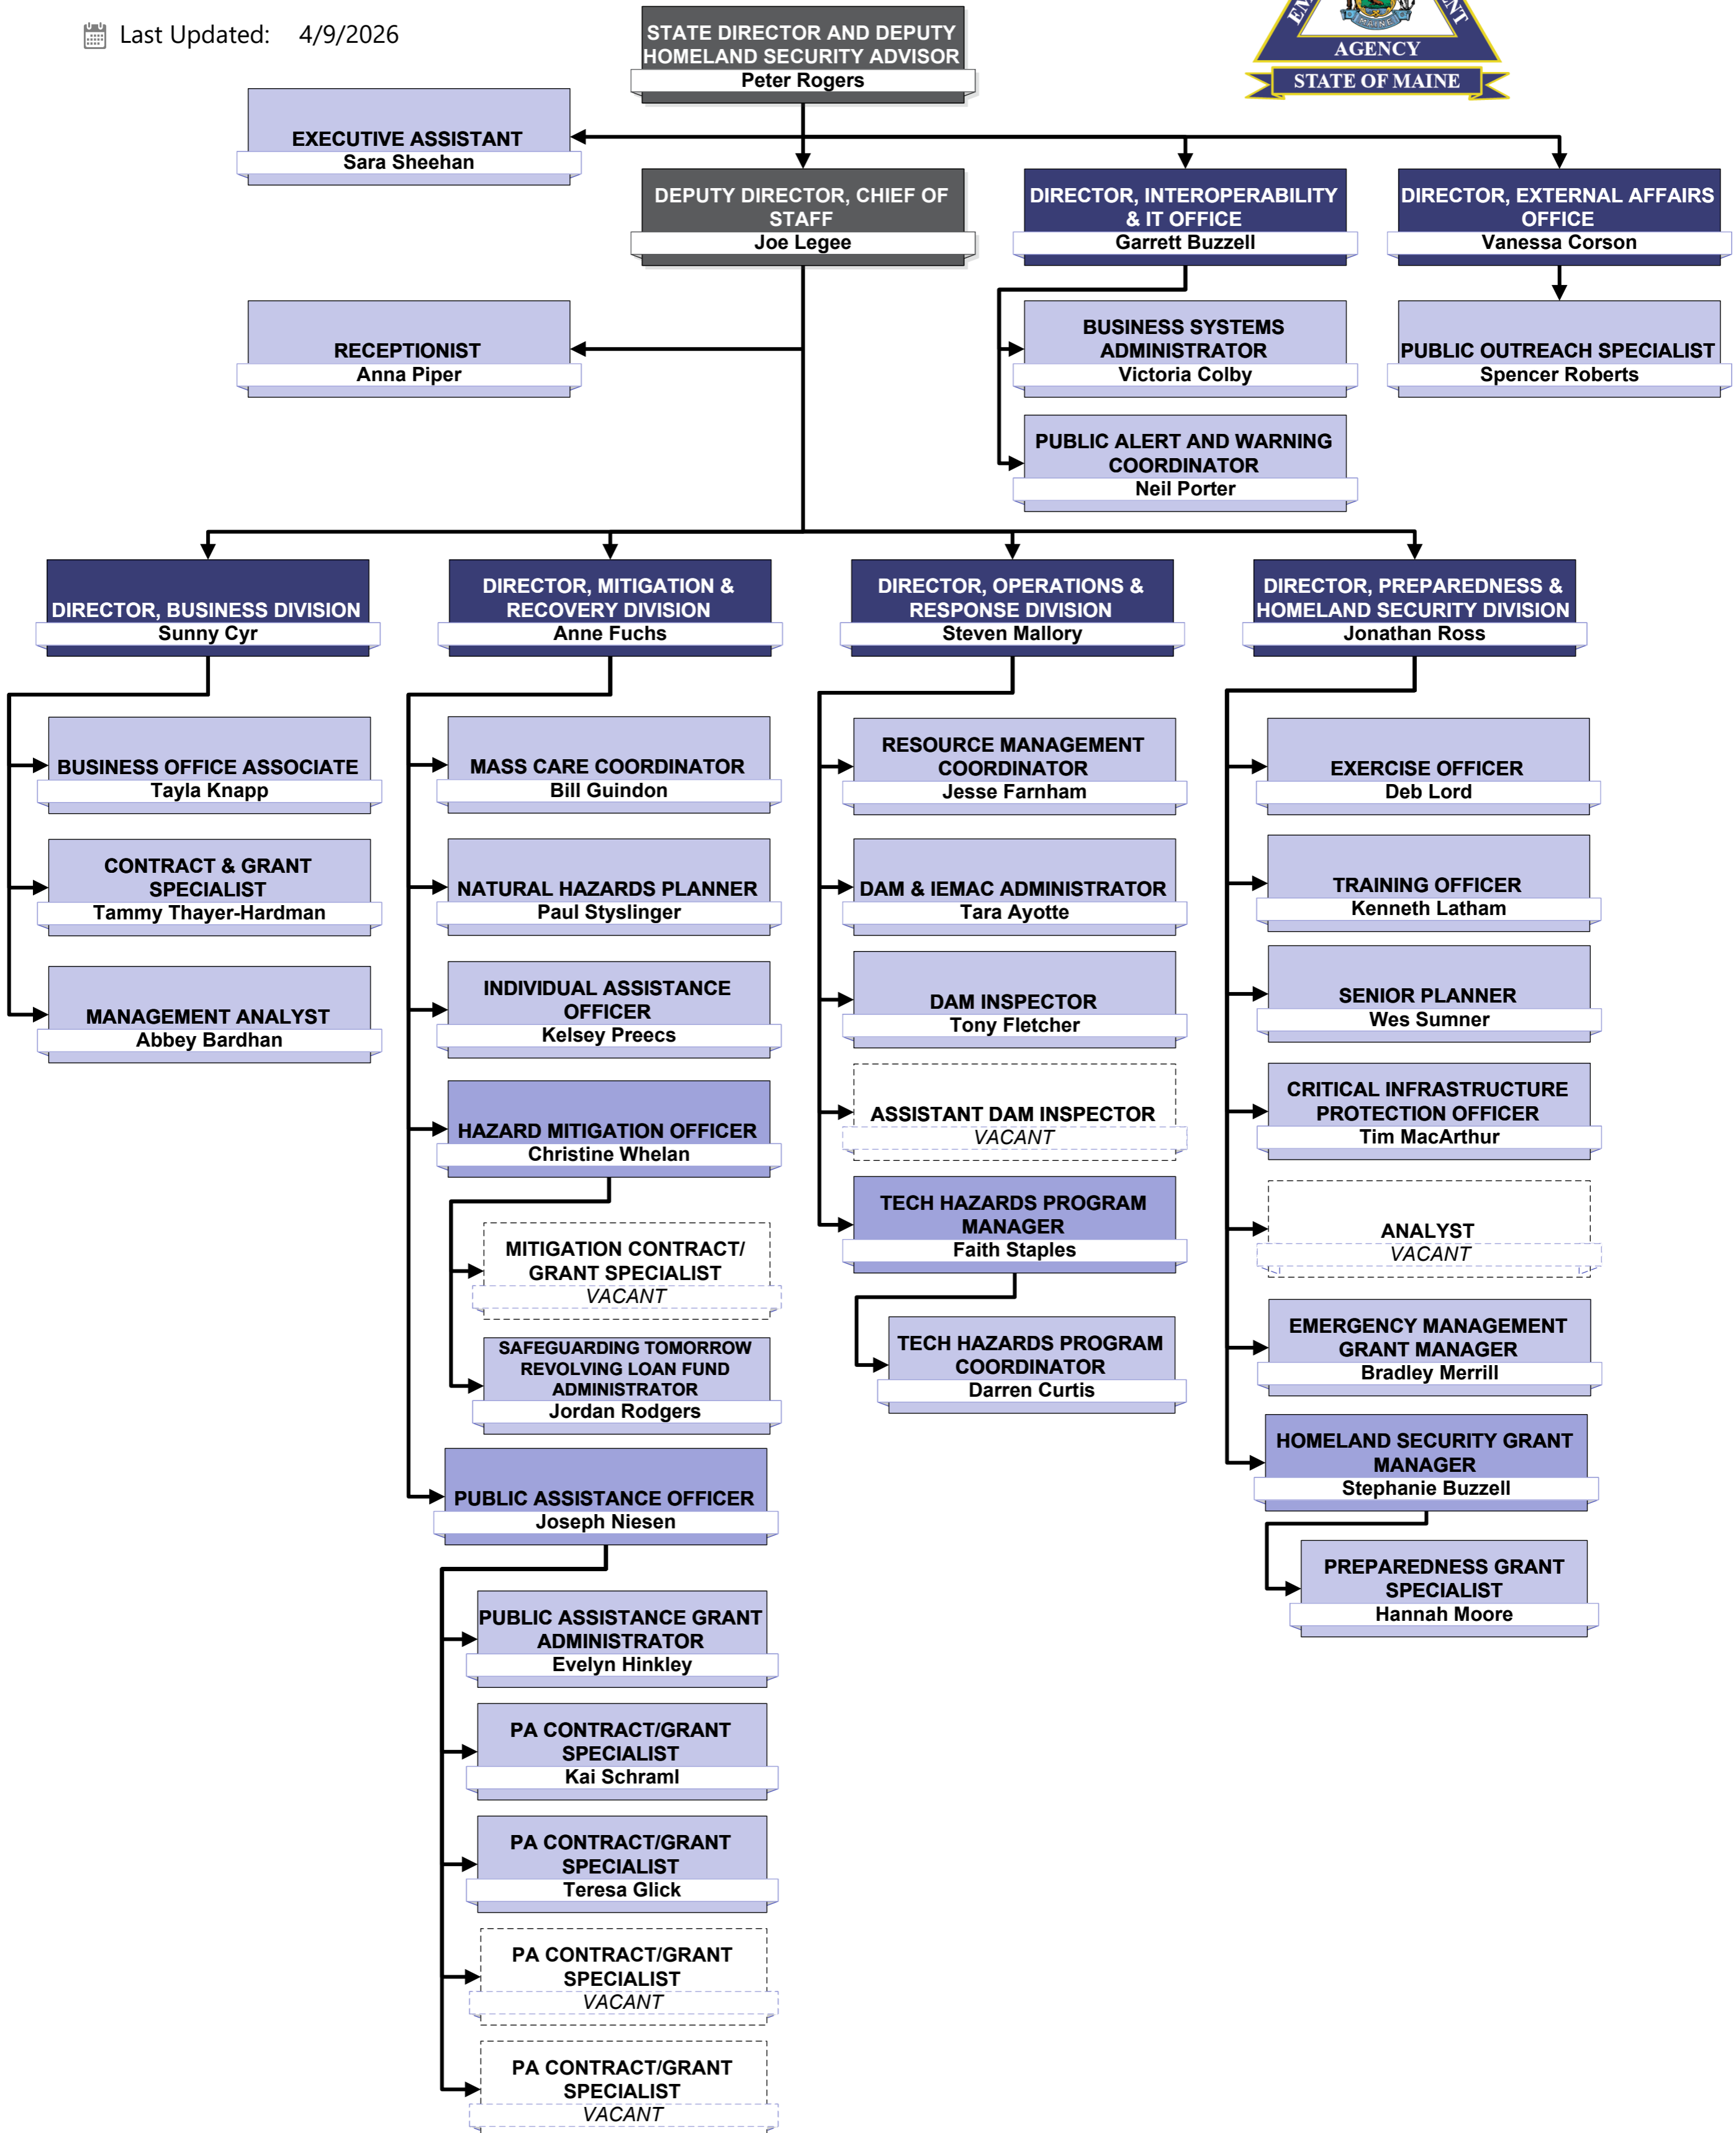 Last Updated: 4/9/2026
AGENCY
STATE OF MAINE
MAINE
STATE DIRECTOR AND DEPUTY
HOMELAND SECURITY ADVISOR
Peter Rogers
EXECUTIVE ASSISTANT
Sara Sheehan
DEPUTY DIRECTOR, CHIEF OF
STAFF
Joe Legee
DIRECTOR, INTEROPERABILITY
& IT OFFICE
Garrett Buzzell
DIRECTOR, EXTERNAL AFFAIRS
OFFICE
Vanessa Corson
RECEPTIONIST
Anna Piper
BUSINESS SYSTEMS
ADMINISTRATOR
Victoria Colby
PUBLIC OUTREACH SPECIALIST
Spencer Roberts
PUBLIC ALERT AND WARNING
COORDINATOR
Neil Porter
DIRECTOR, BUSINESS DIVISION
Sunny Cyr
DIRECTOR, MITIGATION &
RECOVERY DIVISION
Anne Fuchs
DIRECTOR, OPERATIONS &
RESPONSE DIVISION
Steven Mallory
DIRECTOR, PREPAREDNESS &
HOMELAND SECURITY DIVISION
Jonathan Ross
BUSINESS OFFICE ASSOCIATE
Tayla Knapp
CONTRACT & GRANT
SPECIALIST
Tammy Thayer-Hardman
MANAGEMENT ANALYST
Abbey Bardhan
MASS CARE COORDINATOR
Bill Guindon
NATURAL HAZARDS PLANNER
Paul Styslinger
INDIVIDUAL ASSISTANCE
OFFICER
Kelsey Preecs
HAZARD MITIGATION OFFICER
Christine Whelan
MITIGATION CONTRACT/
GRANT SPECIALIST
VACANT
SAFEGUARDING TOMORROW
REVOLVING LOAN FUND
ADMINISTRATOR
Jordan Rodgers
PUBLIC ASSISTANCE OFFICER
Joseph Niesen
PUBLIC ASSISTANCE GRANT
ADMINISTRATOR
Evelyn Hinkley
PA CONTRACT/GRANT
SPECIALIST
Kai Schraml
PA CONTRACT/GRANT
SPECIALIST
Teresa Glick
PA CONTRACT/GRANT
SPECIALIST
VACANT
PA CONTRACT/GRANT
SPECIALIST
VACANT
RESOURCE MANAGEMENT
COORDINATOR
Jesse Farnham
DAM & IEMAC ADMINISTRATOR
Tara Ayotte
DAM INSPECTOR
Tony Fletcher
ASSISTANT DAM INSPECTOR
VACANT
TECH HAZARDS PROGRAM
MANAGER
Faith Staples
TECH HAZARDS PROGRAM
COORDINATOR
Darren Curtis
EXERCISE OFFICER
Deb Lord
TRAINING OFFICER
Kenneth Latham
SENIOR PLANNER
Wes Sumner
CRITICAL INFRASTRUCTURE
PROTECTION OFFICER
Tim MacArthur
ANALYST
VACANT
EMERGENCY MANAGEMENT
GRANT MANAGER
Bradley Merrill
HOMELAND SECURITY GRANT
MANAGER
Stephanie Buzzell
PREPAREDNESS GRANT
SPECIALIST
Hannah Moore